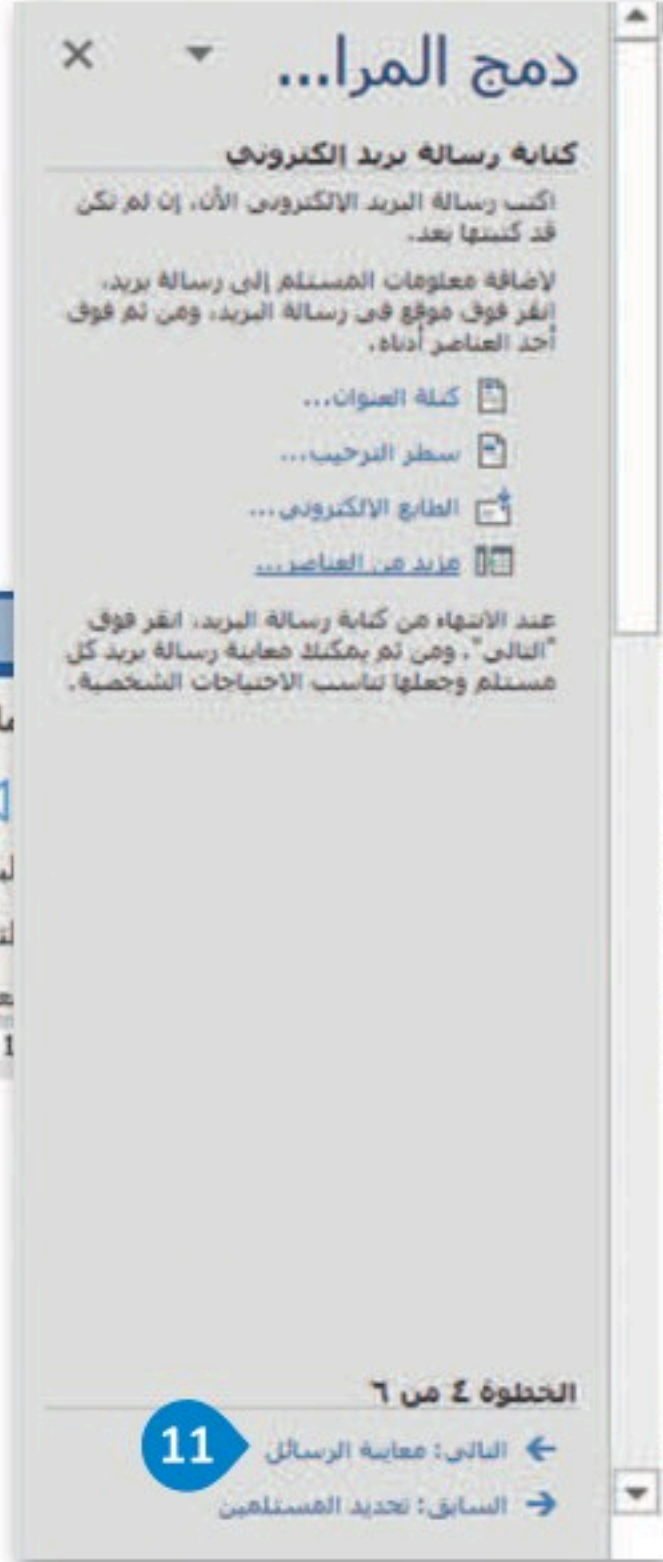 دمج المرا...
كتابة رسالة بريد إلكتروني
اكتب رسالة البريد الالكتروني الآن، إن لم تكن
قد كتبتها بعد.
لاضافة معلومات المستلم إلى رسالة بريد،
انقر فوق موقع في رسالة البريد، ومن ثم فوق
أحد العناصر أدناه.
كتلة العنوان...
سطر الترحيب...
الطابع الالكتروني...
مزيد من العناصر...
عند الانتهاء من كتابة رسالة البريد، انقر فوق
"التالي". ومن ثم يمكنك معاينة رسالة بريد كل
مستلم وجعلها تناسب الاحتياجات الشخصية.
الخطوة ٤ من ٦
التالي: معاينة الرسائل
11
السابق: تحديد المستلمين